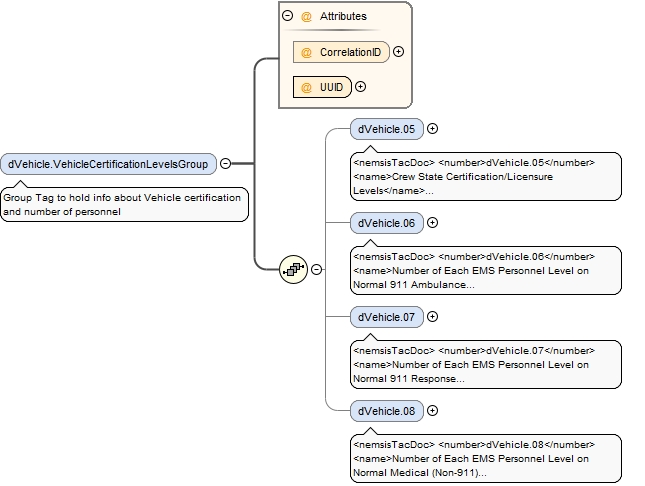 @ Attributes
@ CorrelationID
@ UUID
dVehicle.VehicleCertificationLevelsGroup
Group Tag to hold info about Vehicle certification
and number of personnel
dVehicle.05
<nemsisTacDoc> <number>dVehicle.05</number>
<name>Crew State Certification/Licensure
Levels</name>...
dVehicle.06
<nemsisTacDoc> <number>dVehicle.06</number>
<name>Number of Each EMS Personnel Level on
Normal 911 Ambulance...
dVehicle.07
<nemsisTacDoc> <number>dVehicle.07</number>
<name>Number of Each EMS Personnel Level on
Normal 911 Response...
dVehicle.08
<nemsisTacDoc> <number>dVehicle.08</number>
<name>Number of Each EMS Personnel Level on
Normal Medical (Non-911)...